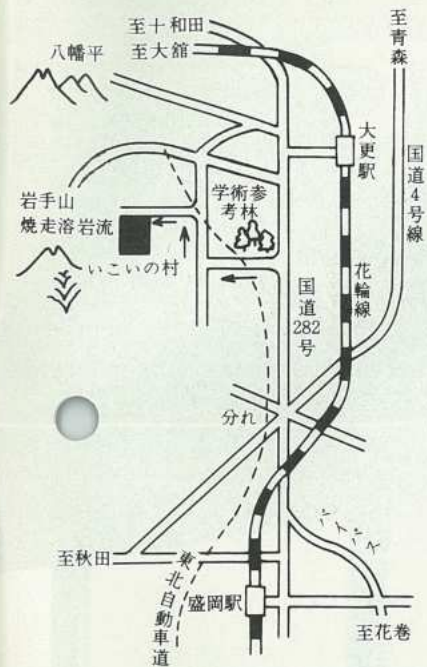 至十和田
至大舘
至青森
八幡平
大更駅
国道4号線
岩手山
焼走溶岩流
学術参
考林
いこいの村
国道
282
号
花輪線
分れ
バイパス
至秋田
東北自動車道
盛岡駅
至花巻